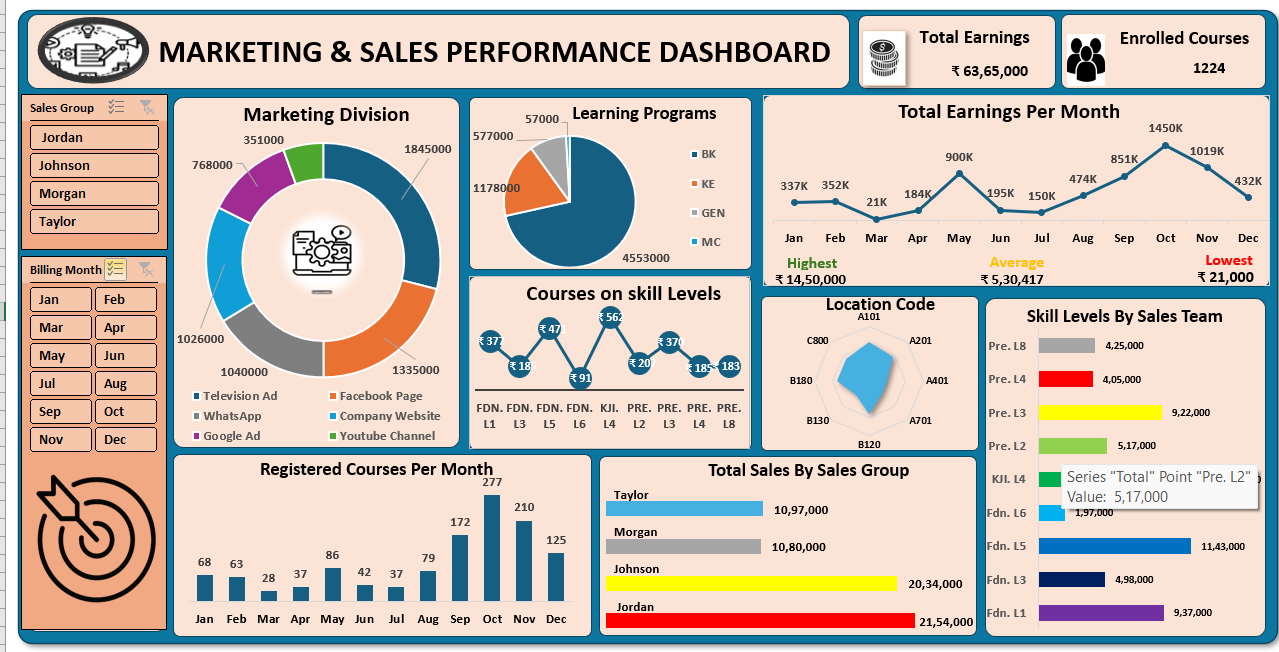 MARKETING & SALES PERFORMANCE DASHBOARD
Total Earnings
₹ 63,65,000
Enrolled Courses
1224
Sales Group
Jordan
Johnson
Morgan
Taylor
Billing Month
Jan Feb
Mar Apr
May Jun
Jul Aug
Sep Oct
Nov Dec
Marketing Division
351000
1845000
768000
1026000
1040000
1335000
Television Ad Facebook Page
WhatsApp Company Website
Google Ad Youtube Channel
Learning Programs
57000
577000
1178000
4553000
BK
KE
GEN
MC
Total Earnings Per Month
337K 352K 21K 184K 900K 195K 150K 474K 851K 1450K 1019K 432K
Jan Feb Mar Apr May Jun Jul Aug Sep Oct Nov Dec
Highest Average Lowest
₹ 14,50,000 ₹ 5,30,417 ₹ 21,000
Courses on skill Levels
₹ 377 ₹ 185 ₹ 471 ₹ 91 ₹ 562 ₹ 207 ₹ 370 ₹ 185 ₹ 183
FDN. FDN. FDN. FDN. KJI. PRE. PRE. PRE. PRE.
L1 L3 L5 L6 L4 L2 L3 L4 L8
Location Code
A101
C800 A201
B180 A401
B130 A701
B120
Skill Levels By Sales Team
Pre. L8 4,25,000
Pre. L4 4,05,000
Pre. L3 9,22,000
Pre. L2 5,17,000
KJI. L4
Series "Total" Point "Pre. L2"
Value: 5,17,000
Fdn. L6 1,97,000
Fdn. L5 11,43,000
Fdn. L3 4,98,000
Fdn. L1 9,37,000
Registered Courses Per Month
68 63 28 37 86 42 37 79 172 277 210 125
Jan Feb Mar Apr May Jun Jul Aug Sep Oct Nov Dec
Total Sales By Sales Group
Taylor
10,97,000
Morgan
10,80,000
Johnson
20,34,000
Jordan
21,54,000